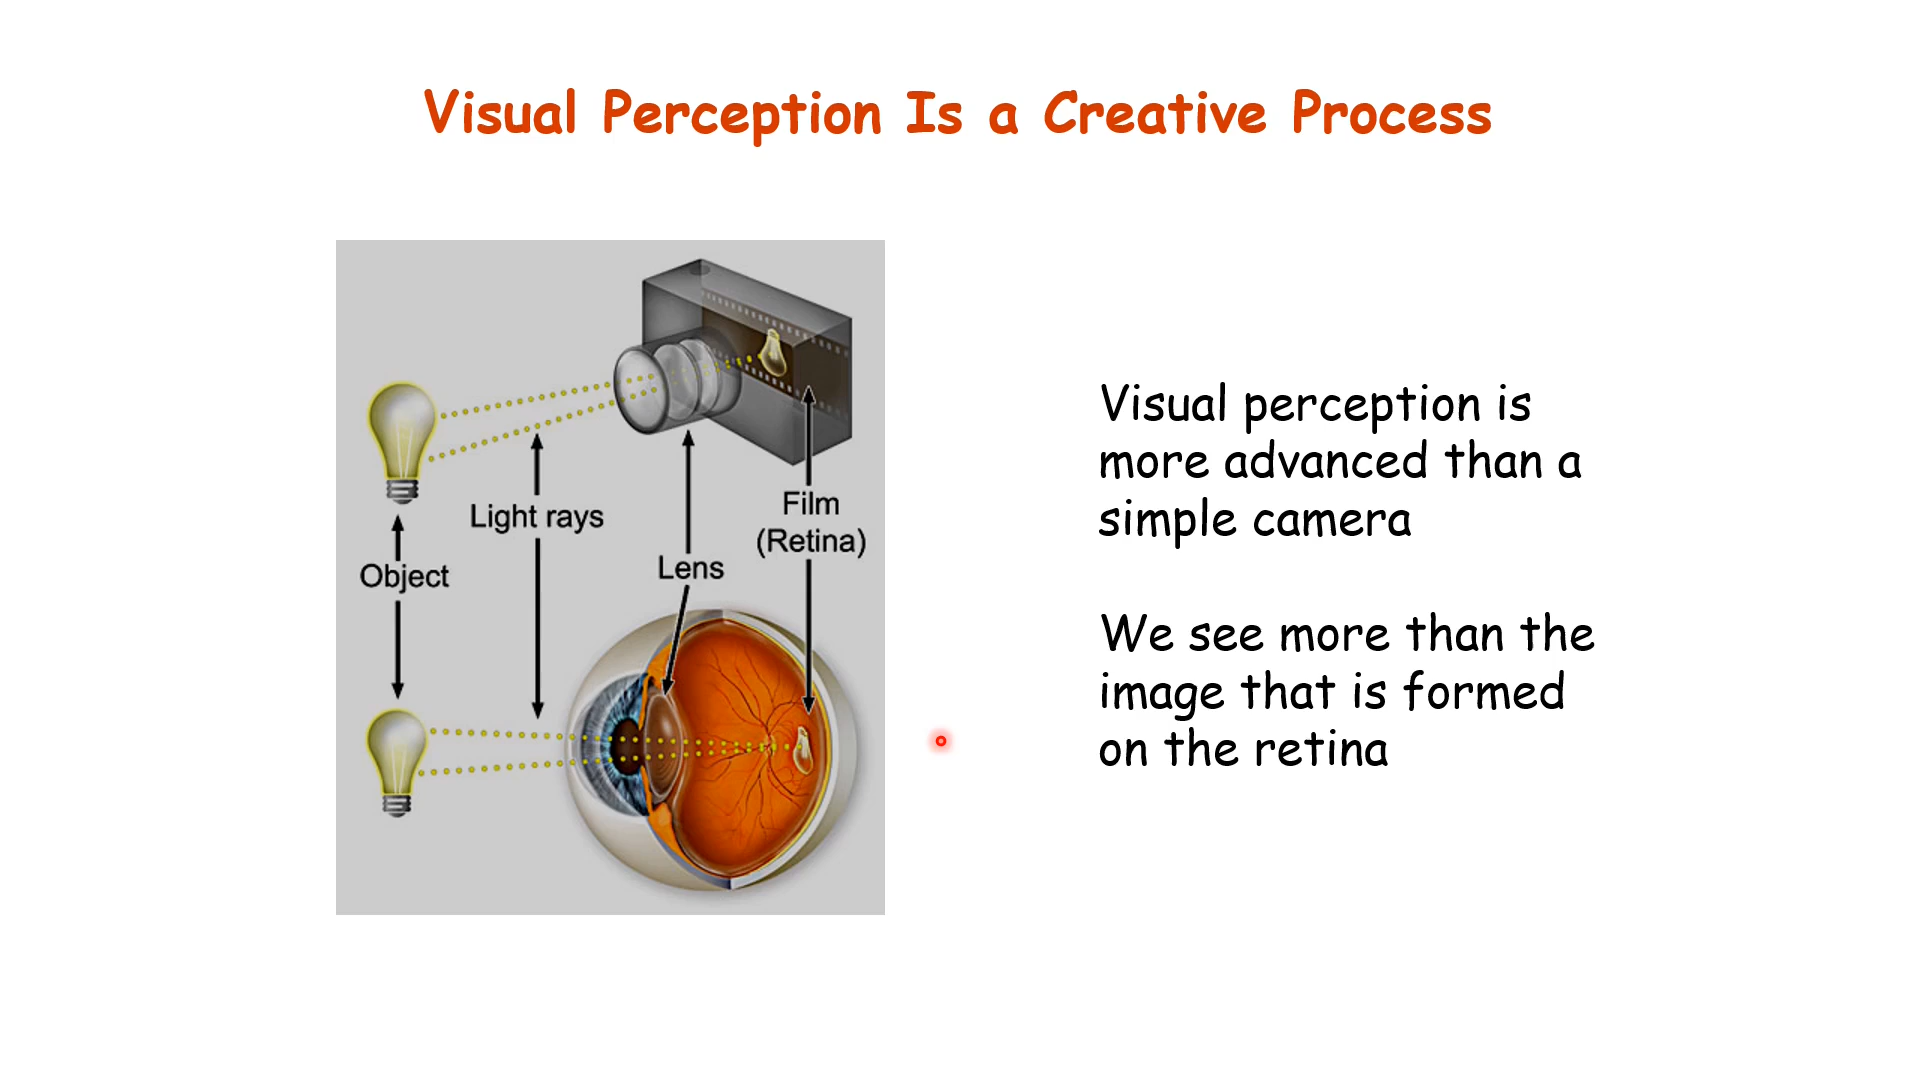 Visual Perception Is a Creative Process
Light rays
Film
(Retina)
Lens
Object
Visual perception is
more advanced than a
simple camera
We see more than the
image that is formed
on the retina